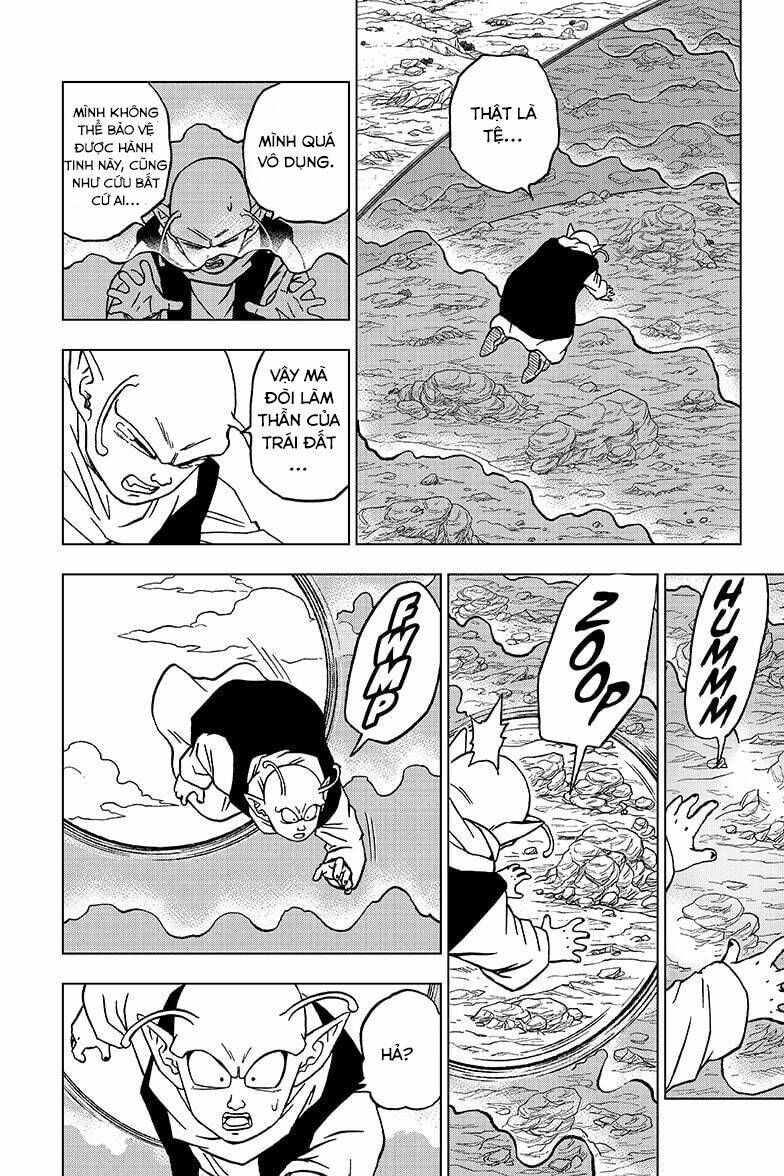 THẬT LÀ
TỆ...
MÌNH QUÁ
VÔ DỤNG.
MÌNH KHÔNG
THỂ BẢO VỆ
ĐƯỢC HÀNH
TINH NÀY, CŨNG
NHƯ CỨU BẤT
CỨ AI...
VẬY MÀ
ĐÒI LÀM
THẦN CỦA
TRÁI ĐẤT
...
HUMMM
ZOOP
FWMP
HẢ?